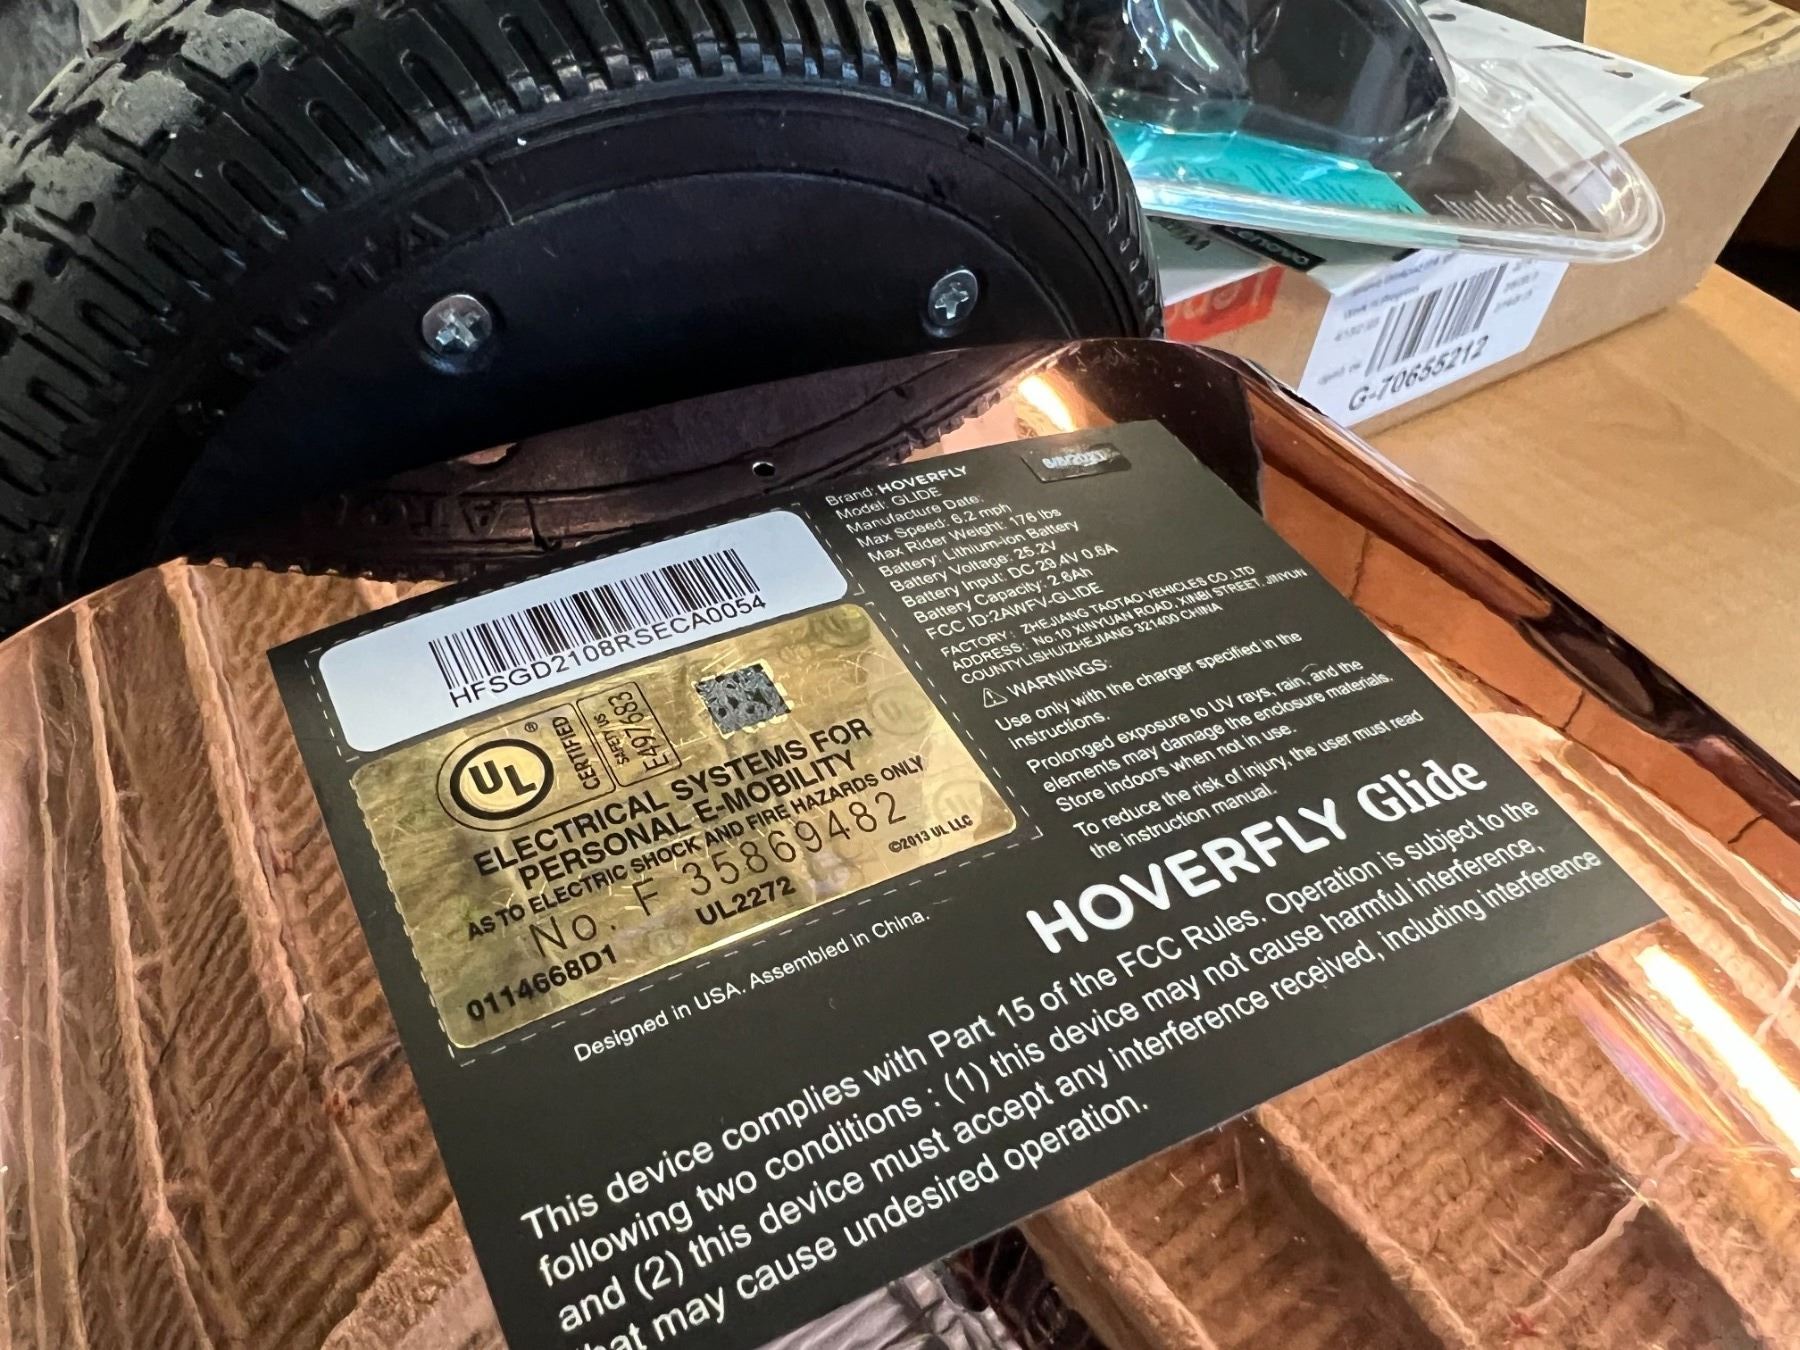 G-70655212
Brand: HOVERFLY
Model: GLIDE
Manufacture Date: 8/8/2021
Max Speed: 6.2 mph
Max Rider Weight: 176 lbs
Battery: Lithium-ion Battery
Battery Voltage: 25.2V
Battery Input: DC 29.4V 0.6A
Battery Capacity: 2.6Ah
FCC ID:2AWFV-GLIDE
FACTORY: ZHEJIANG TAOTAO VEHICLES CO.,LTD
ADDRESS: No.10 XINYUAN ROAD, XINBI STREET, JINYUN
COUNTYLISHUIZHEJIANG 321400 CHINA
WARNINGS:
Use only with the charger specified in the
instructions.
Prolonged exposure to UV rays, rain, and the
elements may damage the enclosure materials.
Store indoors when not in use.
To reduce the risk of injury, the user must read
the instruction manual.
HFSGD2108RSECA0054
UL ®
CERTIFIED
SAFETY US
E497683
ELECTRICAL SYSTEMS FOR
PERSONAL E-MOBILITY
AS TO ELECTRIC SHOCK AND FIRE HAZARDS ONLY
No. F 35869482
0114668D1 UL2272 ©2013 UL LLC
Designed in USA. Assembled in China.
HOVERFLY Glide
This device complies with Part 15 of the FCC Rules. Operation is subject to the
following two conditions : (1) this device may not cause harmful interference,
and (2) this device must accept any interference received, including interference
that may cause undesired operation.